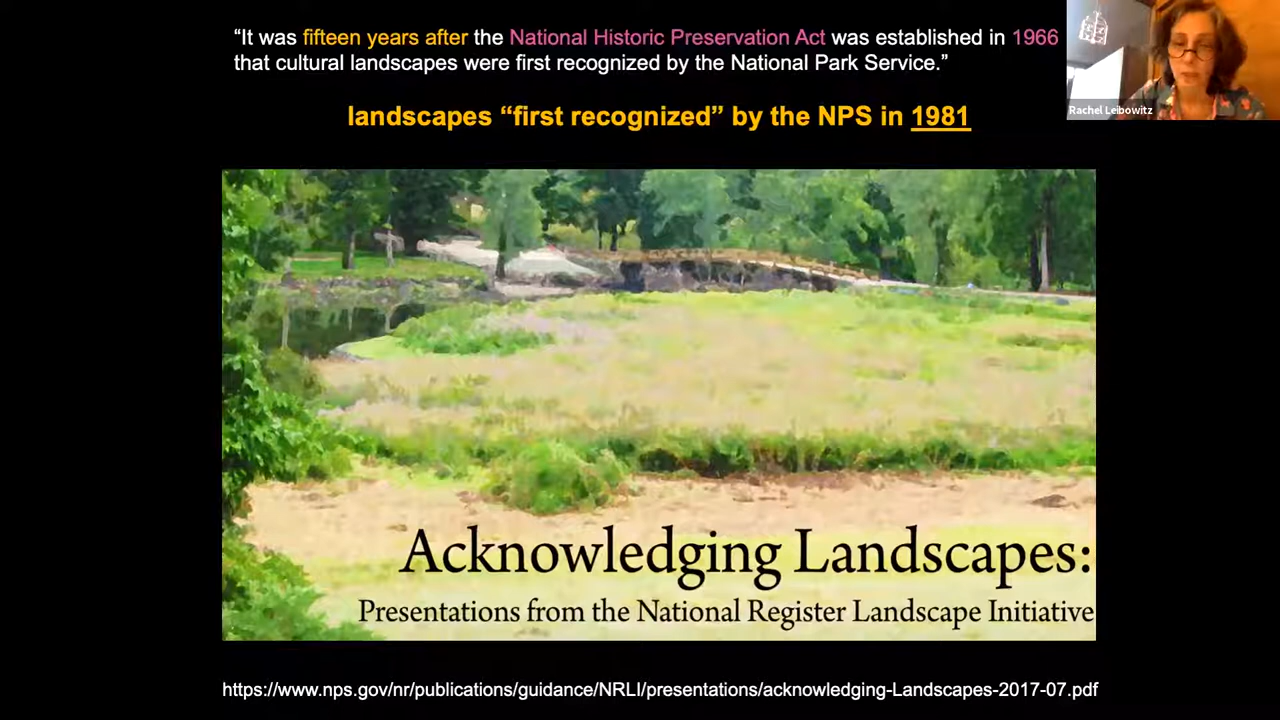 “It was fifteen years after the National Historic Preservation Act was established in 1966
that cultural landscapes were first recognized by the National Park Service.”
Rachel Leibowitz
landscapes “first recognized” by the NPS in 1981
Acknowledging Landscapes:
Presentations from the National Register Landscape Initiative
https://www.nps.gov/nr/publications/guidance/NRLI/presentations/acknowledging-Landscapes-2017-07.pdf